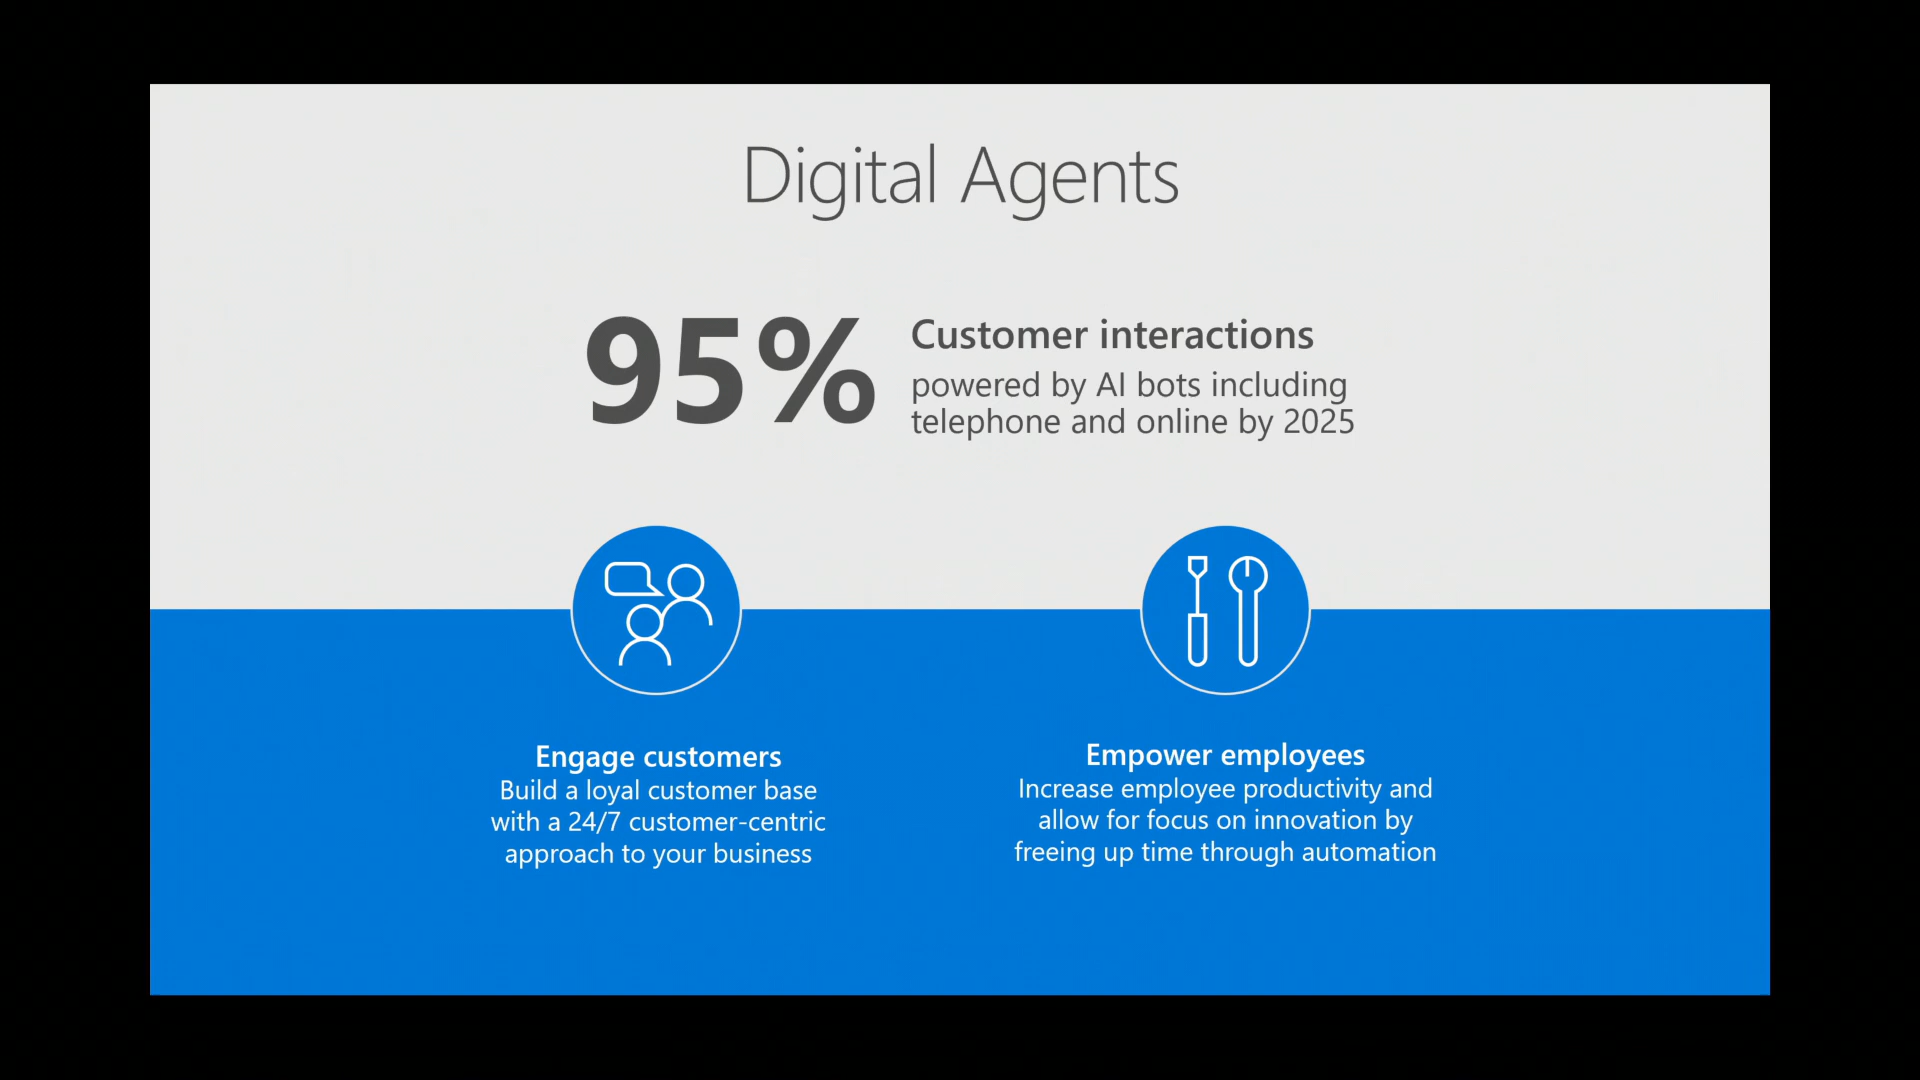 Digital Agents
95%
Customer interactions
powered by AI bots including
telephone and online by 2025
Engage customers
Build a loyal customer base
with a 24/7 customer-centric
approach to your business
Empower employees
Increase employee productivity and
allow for focus on innovation by
freeing up time through automation